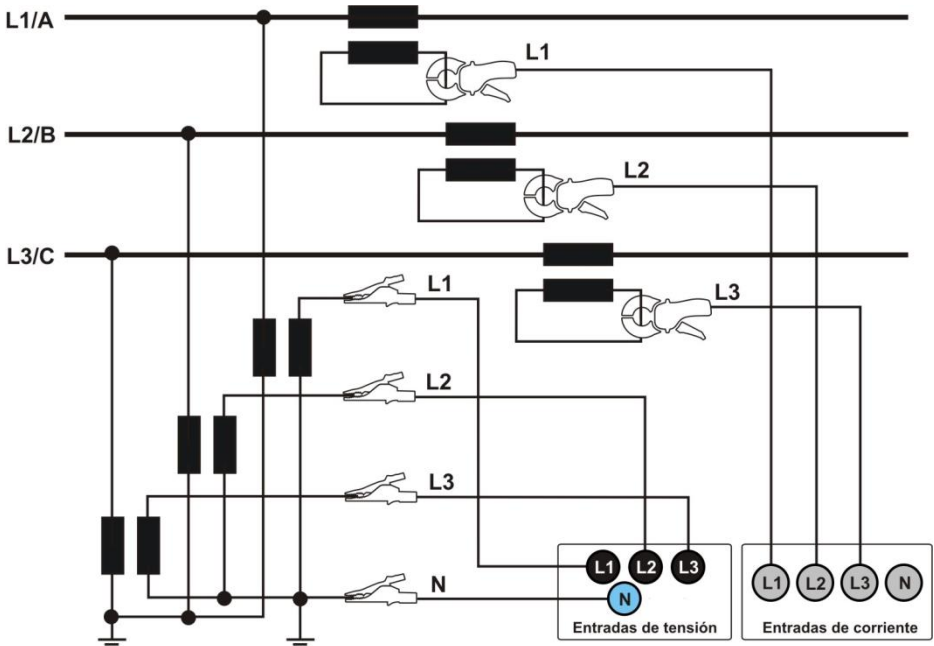 L1/A
L1
L2/B
L2
L3/C
L1
L3
L2
L3
N
L1 L2 L3
N
Entradas de tensión
L1 L2 L3 N
Entradas de corriente